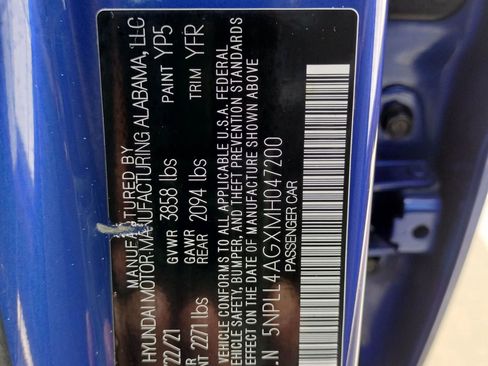 MANUFACTURED BY
HYUNDAI MOTOR MANUFACTURING ALABAMA, LLC
/22/21 GVWR 3858 lbs PAINT YP5
NT 2271 lbs GAWR REAR 2094 lbs TRIM YFR
VEHICLE CONFORMS TO ALL APPLICABLE U.S.A. FEDERAL
VEHICLE SAFETY, BUMPER, AND THEFT PREVENTION STANDARDS
ECT ON THE DATE OF MANUFACTURE SHOWN ABOVE
I.N 5NPLL4AGXMH047200
PASSENGER CAR